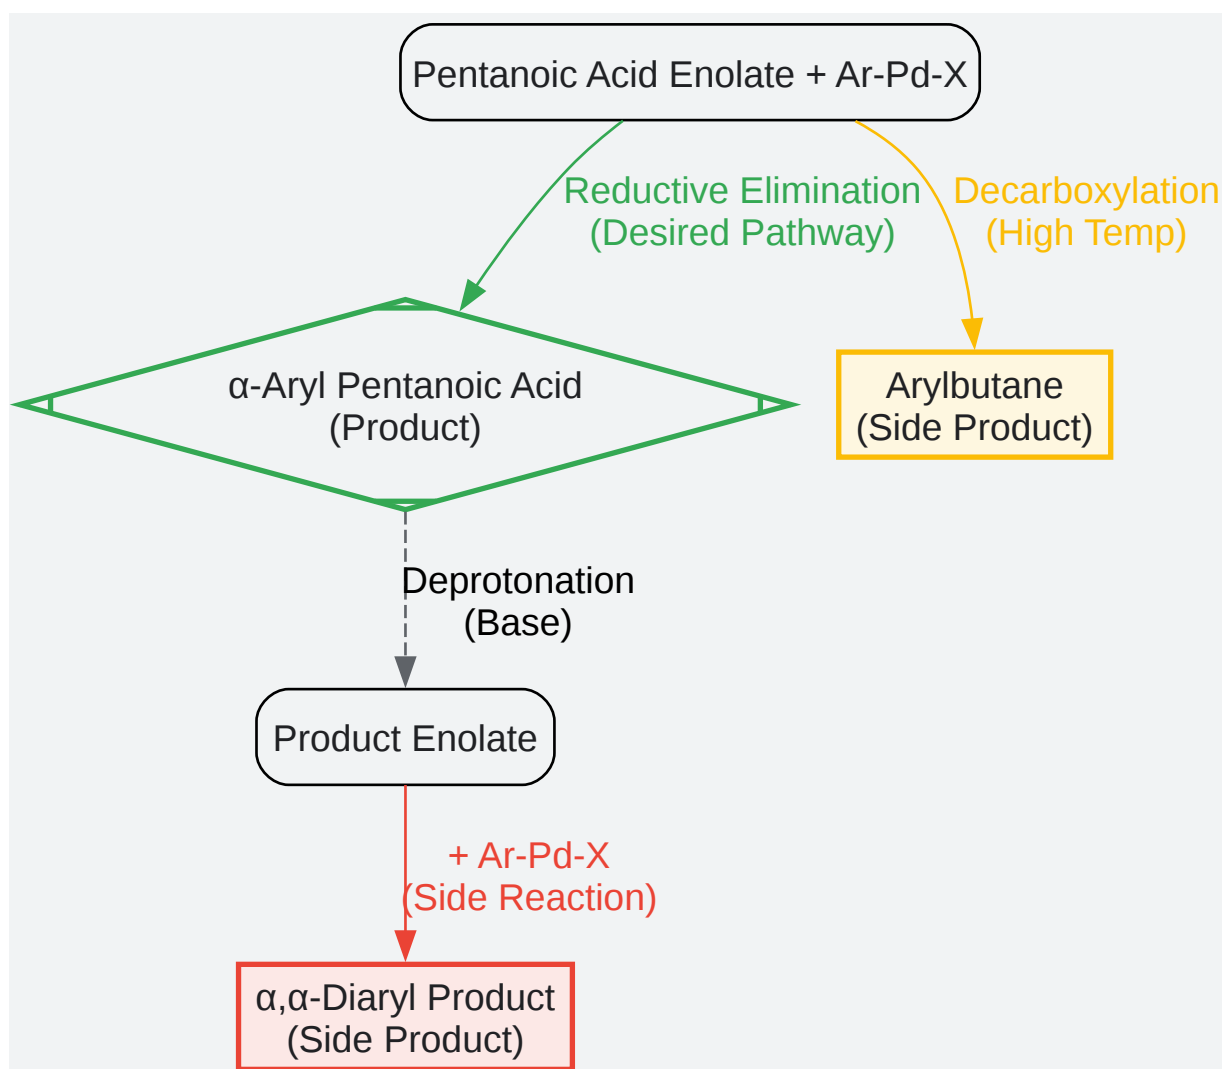 Pentanoic Acid Enolate + Ar-Pd-X
Reductive Elimination
(Desired Pathway)
Decarboxylation
(High Temp)
α-Aryl Pentanoic Acid
(Product)
Arylbutane
(Side Product)
Deprotonation
(Base)
Product Enolate
+ Ar-Pd-X
(Side Reaction)
α,α-Diaryl Product
(Side Product)